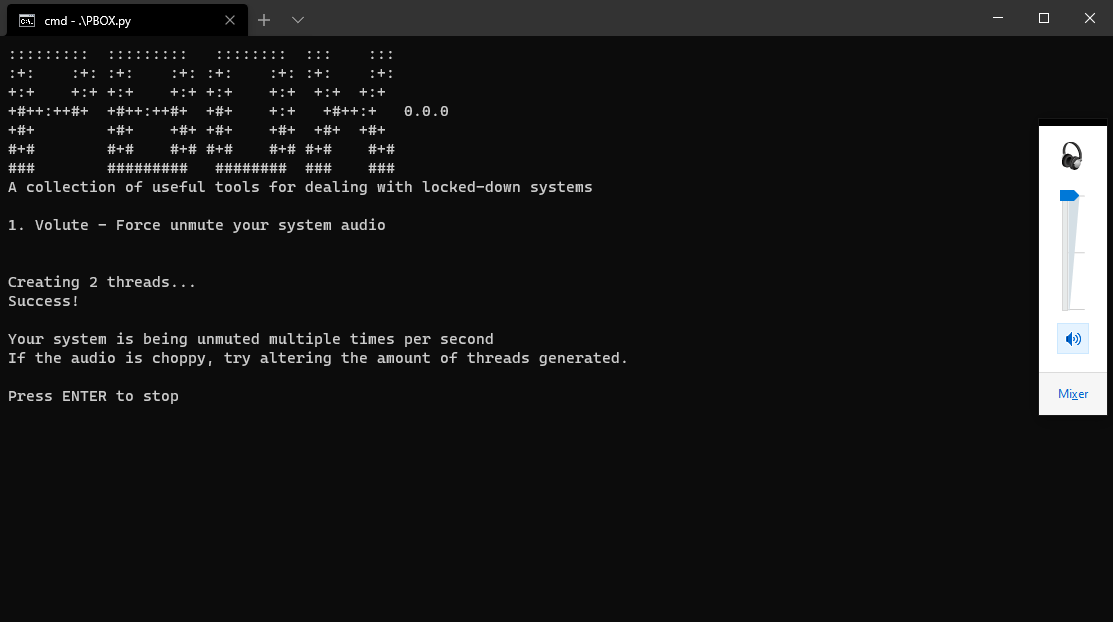 cmd - .\PBOX.py
:::::::::  :::::::::   ::::::::  :::    :::
:+:    :+: :+:    :+: :+:    :+: :+:    :+:
+:+    +:+ +:+    +:+ +:+    +:+  +:+  +:+
+#++:++#+  +#++:++#+  +#+    +:+   +#++:+   0.0.0
+#+        +#+    +#+ +#+    +#+  +#+  +#+
#+#        #+#    #+# #+#    #+# #+#    #+#
###        #########   ########  ###    ###
A collection of useful tools for dealing with locked-down systems
1. Volute - Force unmute your system audio
Creating 2 threads...
Success!
Your system is being unmuted multiple times per second
If the audio is choppy, try altering the amount of threads generated.
Press ENTER to stop
Mixer